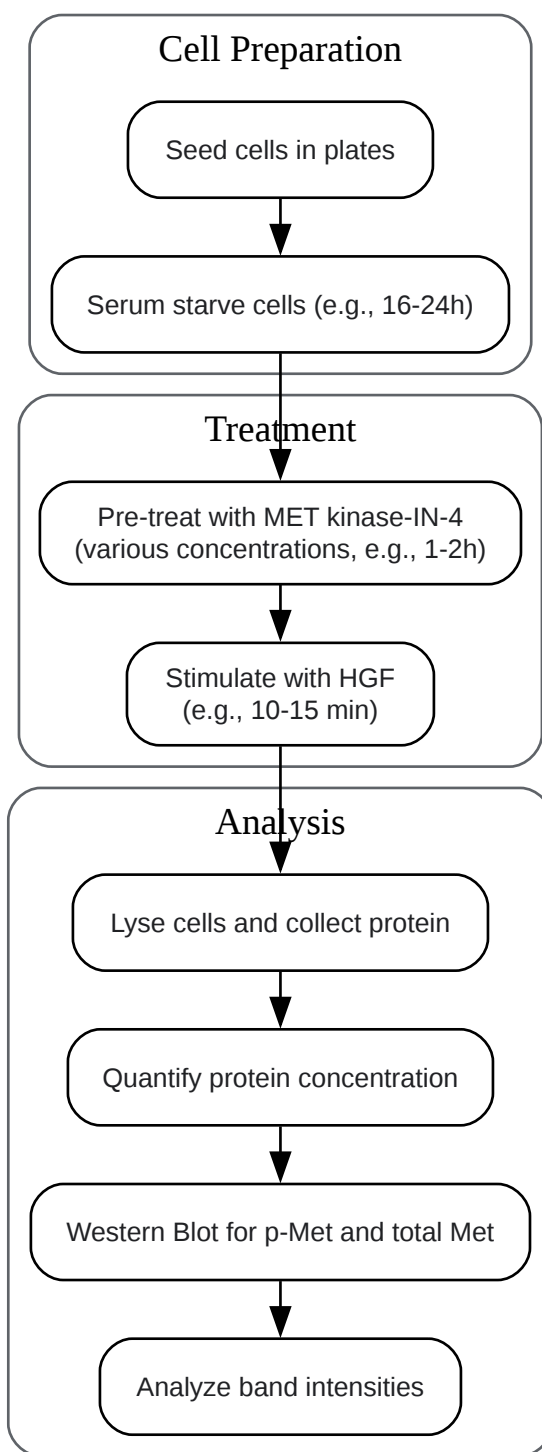 Cell Preparation
Seed cells in plates
Serum starve cells (e.g., 16-24h)
Treatment
Pre-treat with MET kinase-IN-4
(various concentrations, e.g., 1-2h)
Stimulate with HGF
(e.g., 10-15 min)
Analysis
Lyse cells and collect protein
Quantify protein concentration
Western Blot for p-Met and total Met
Analyze band intensities